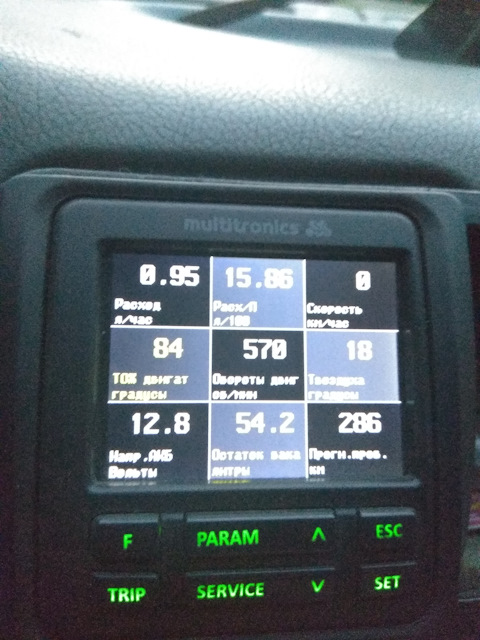 multitronics
0.95 15.86 0
Расход Расх/П Скорость
л/час л/100 км/час
84 570 18
ТОЖ двигат Обороты двиг Твоздуха
градусы об/мин градусы
12.8 54.2 286
Напр.АКБ Остаток бака Прогн.проб.
Вольты литры км
F PARAM ESC
TRIP SERVICE SET